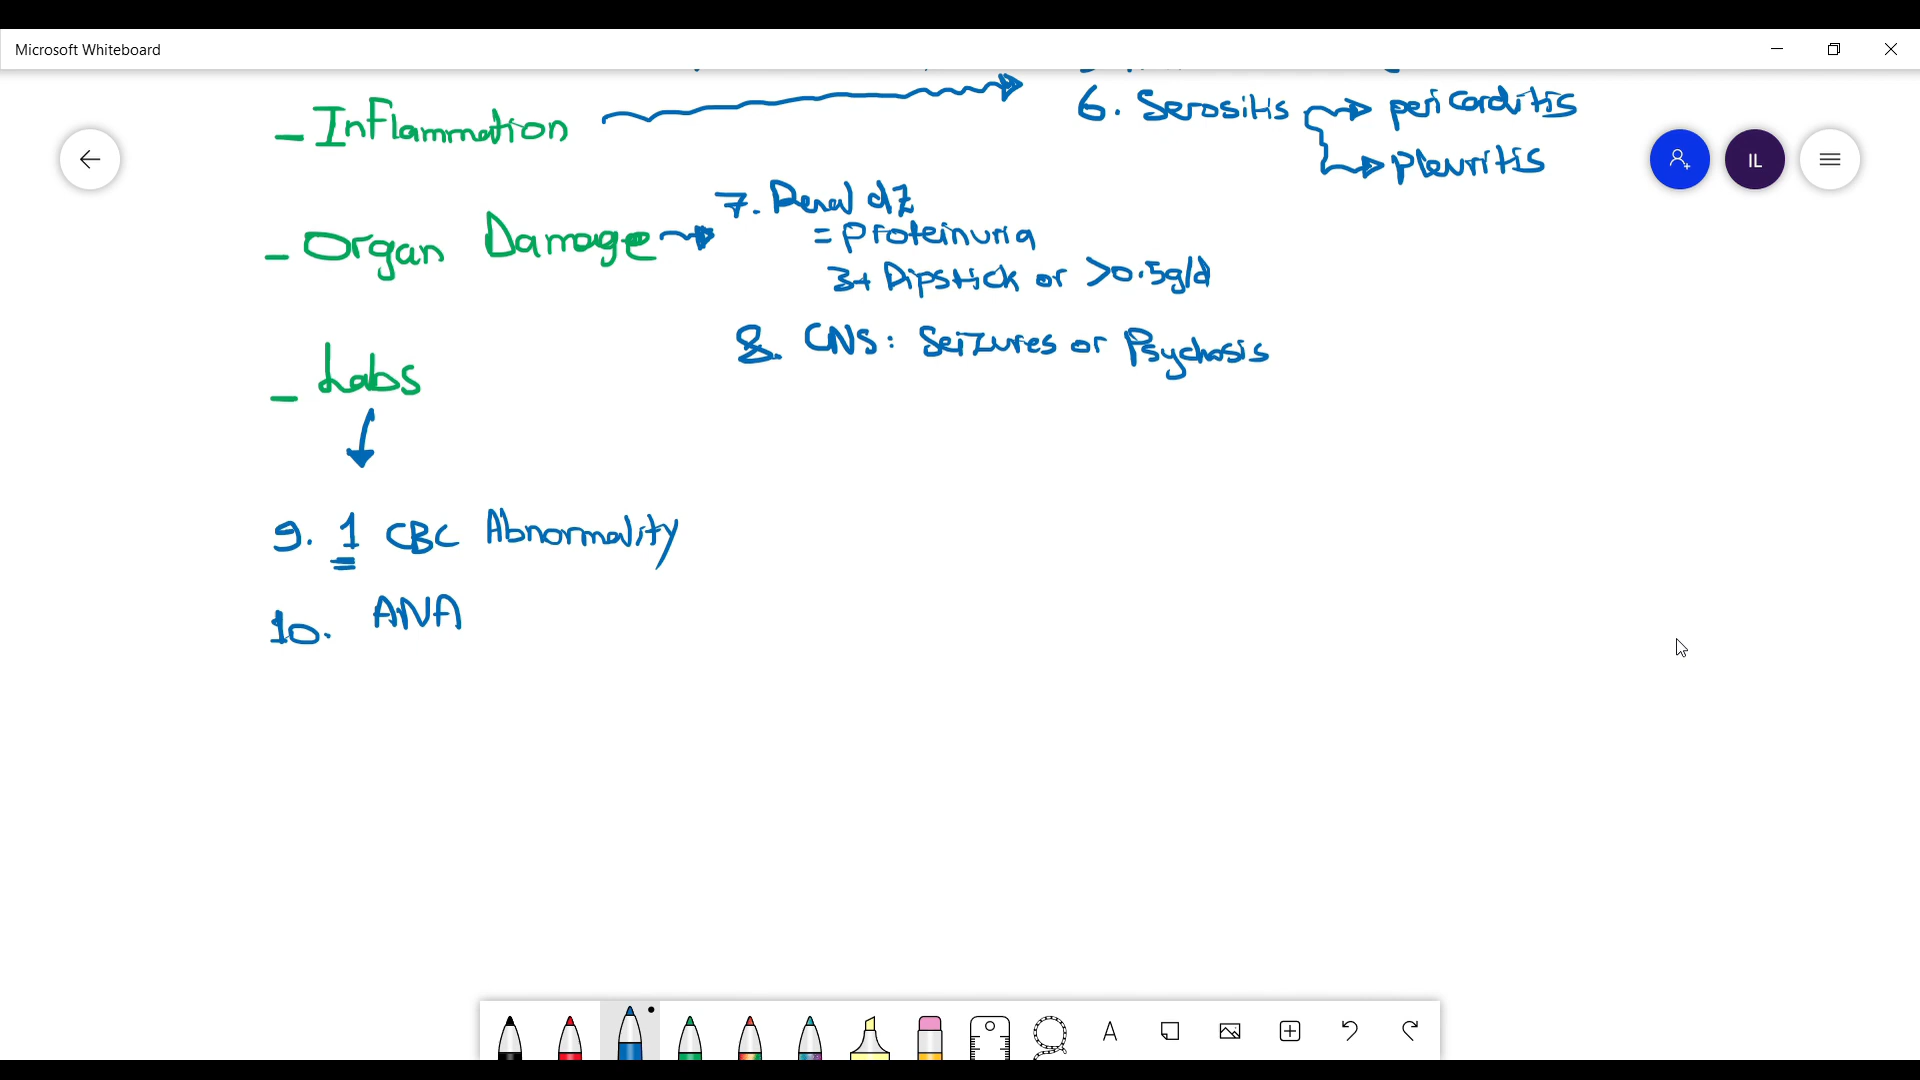 Microsoft Whiteboard
- Inflammation
6. Serositis pericarditis
pleuritis
IL
- Organ Damage
7. Renal dz
= Proteinuria
3+ Dipstick or >0.5g/d
8. CNS: Seizures or Psychosis
- Labs
9. 1 CBC Abnormality
10. ANA
A